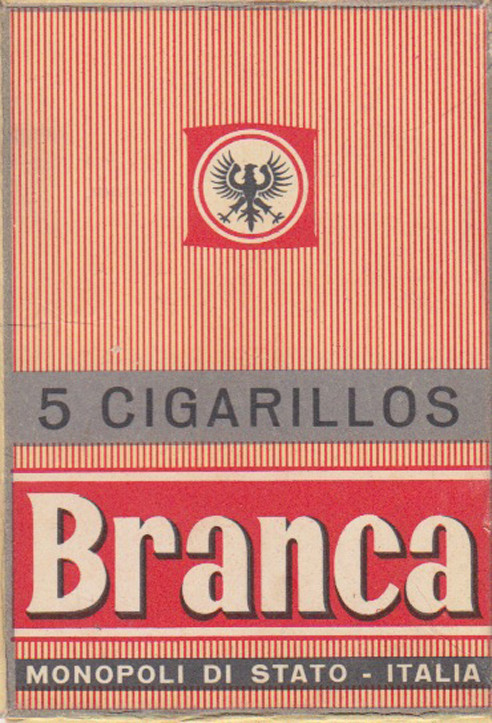 5 CIGARILLOS
Branca
MONOPOLI DI STATO - ITALIA